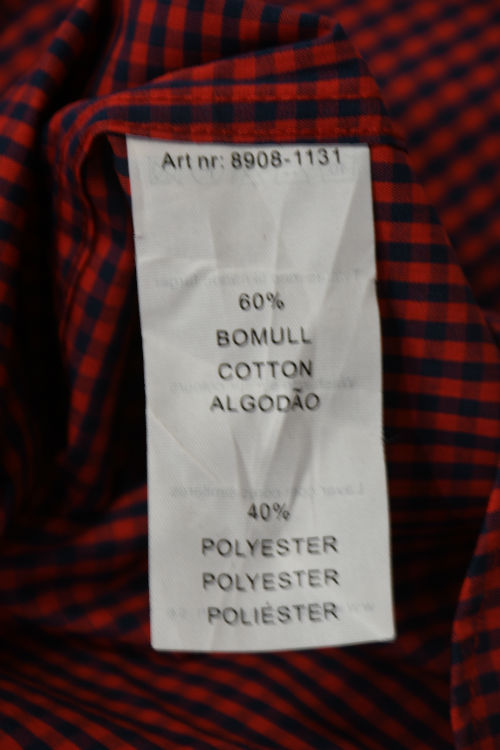 Art nr: 8908-1131
60%
BOMULL
COTTON
ALGODÃO
40%
POLYESTER
POLYESTER
POLIÉSTER